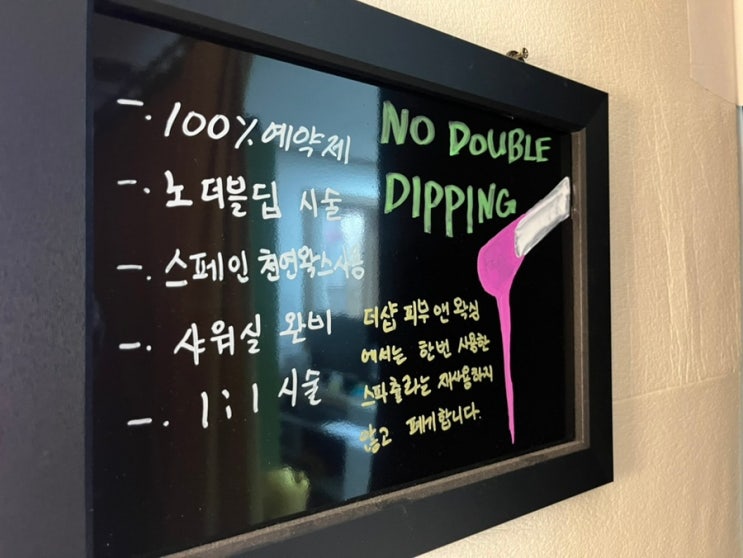 -. 100% 예약제
-. 노더블딥 시술
-. 스페인 천연왁스사용
-. 샤워실 완비
-. 1:1 시술
NO DOUBLE
DIPPING
더샵 피부 앤 왁싱
에서는 한번 사용한
스파츌라는 재사용하지
않고 폐기합니다.